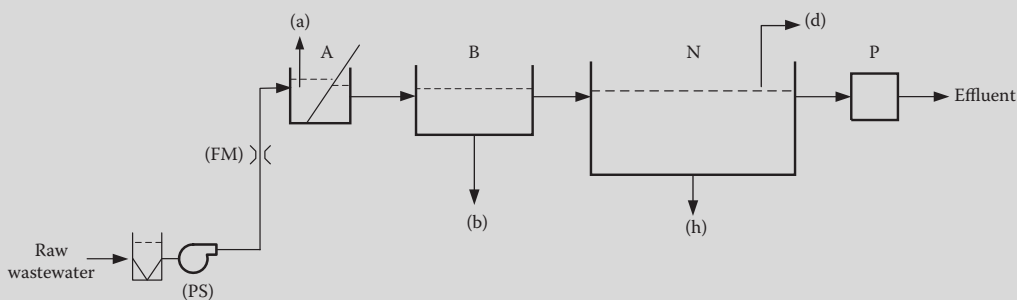 (a)
A
B
N
(d)
P
Effluent
(FM)
(b)
(h)
Raw
wastewater
(PS)